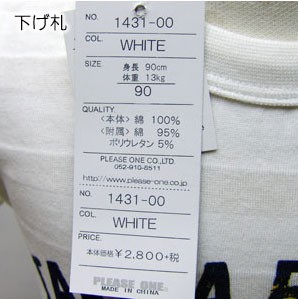 下げ札
NO. 1431-00
COL. WHITE
SIZE 身長 90cm
体重 13kg
90
QUALITY
〈本体〉綿 100%
〈附属〉綿 95%
ポリウレタン 5%
PLEASE ONE CO.,LTD
052-919-6511
http://www.please-one.co.jp/
NO. 1431-00
COL. WHITE
PRICE.
本体価格 ¥2,800+税
PLEASE ONE.
MADE IN CHINA